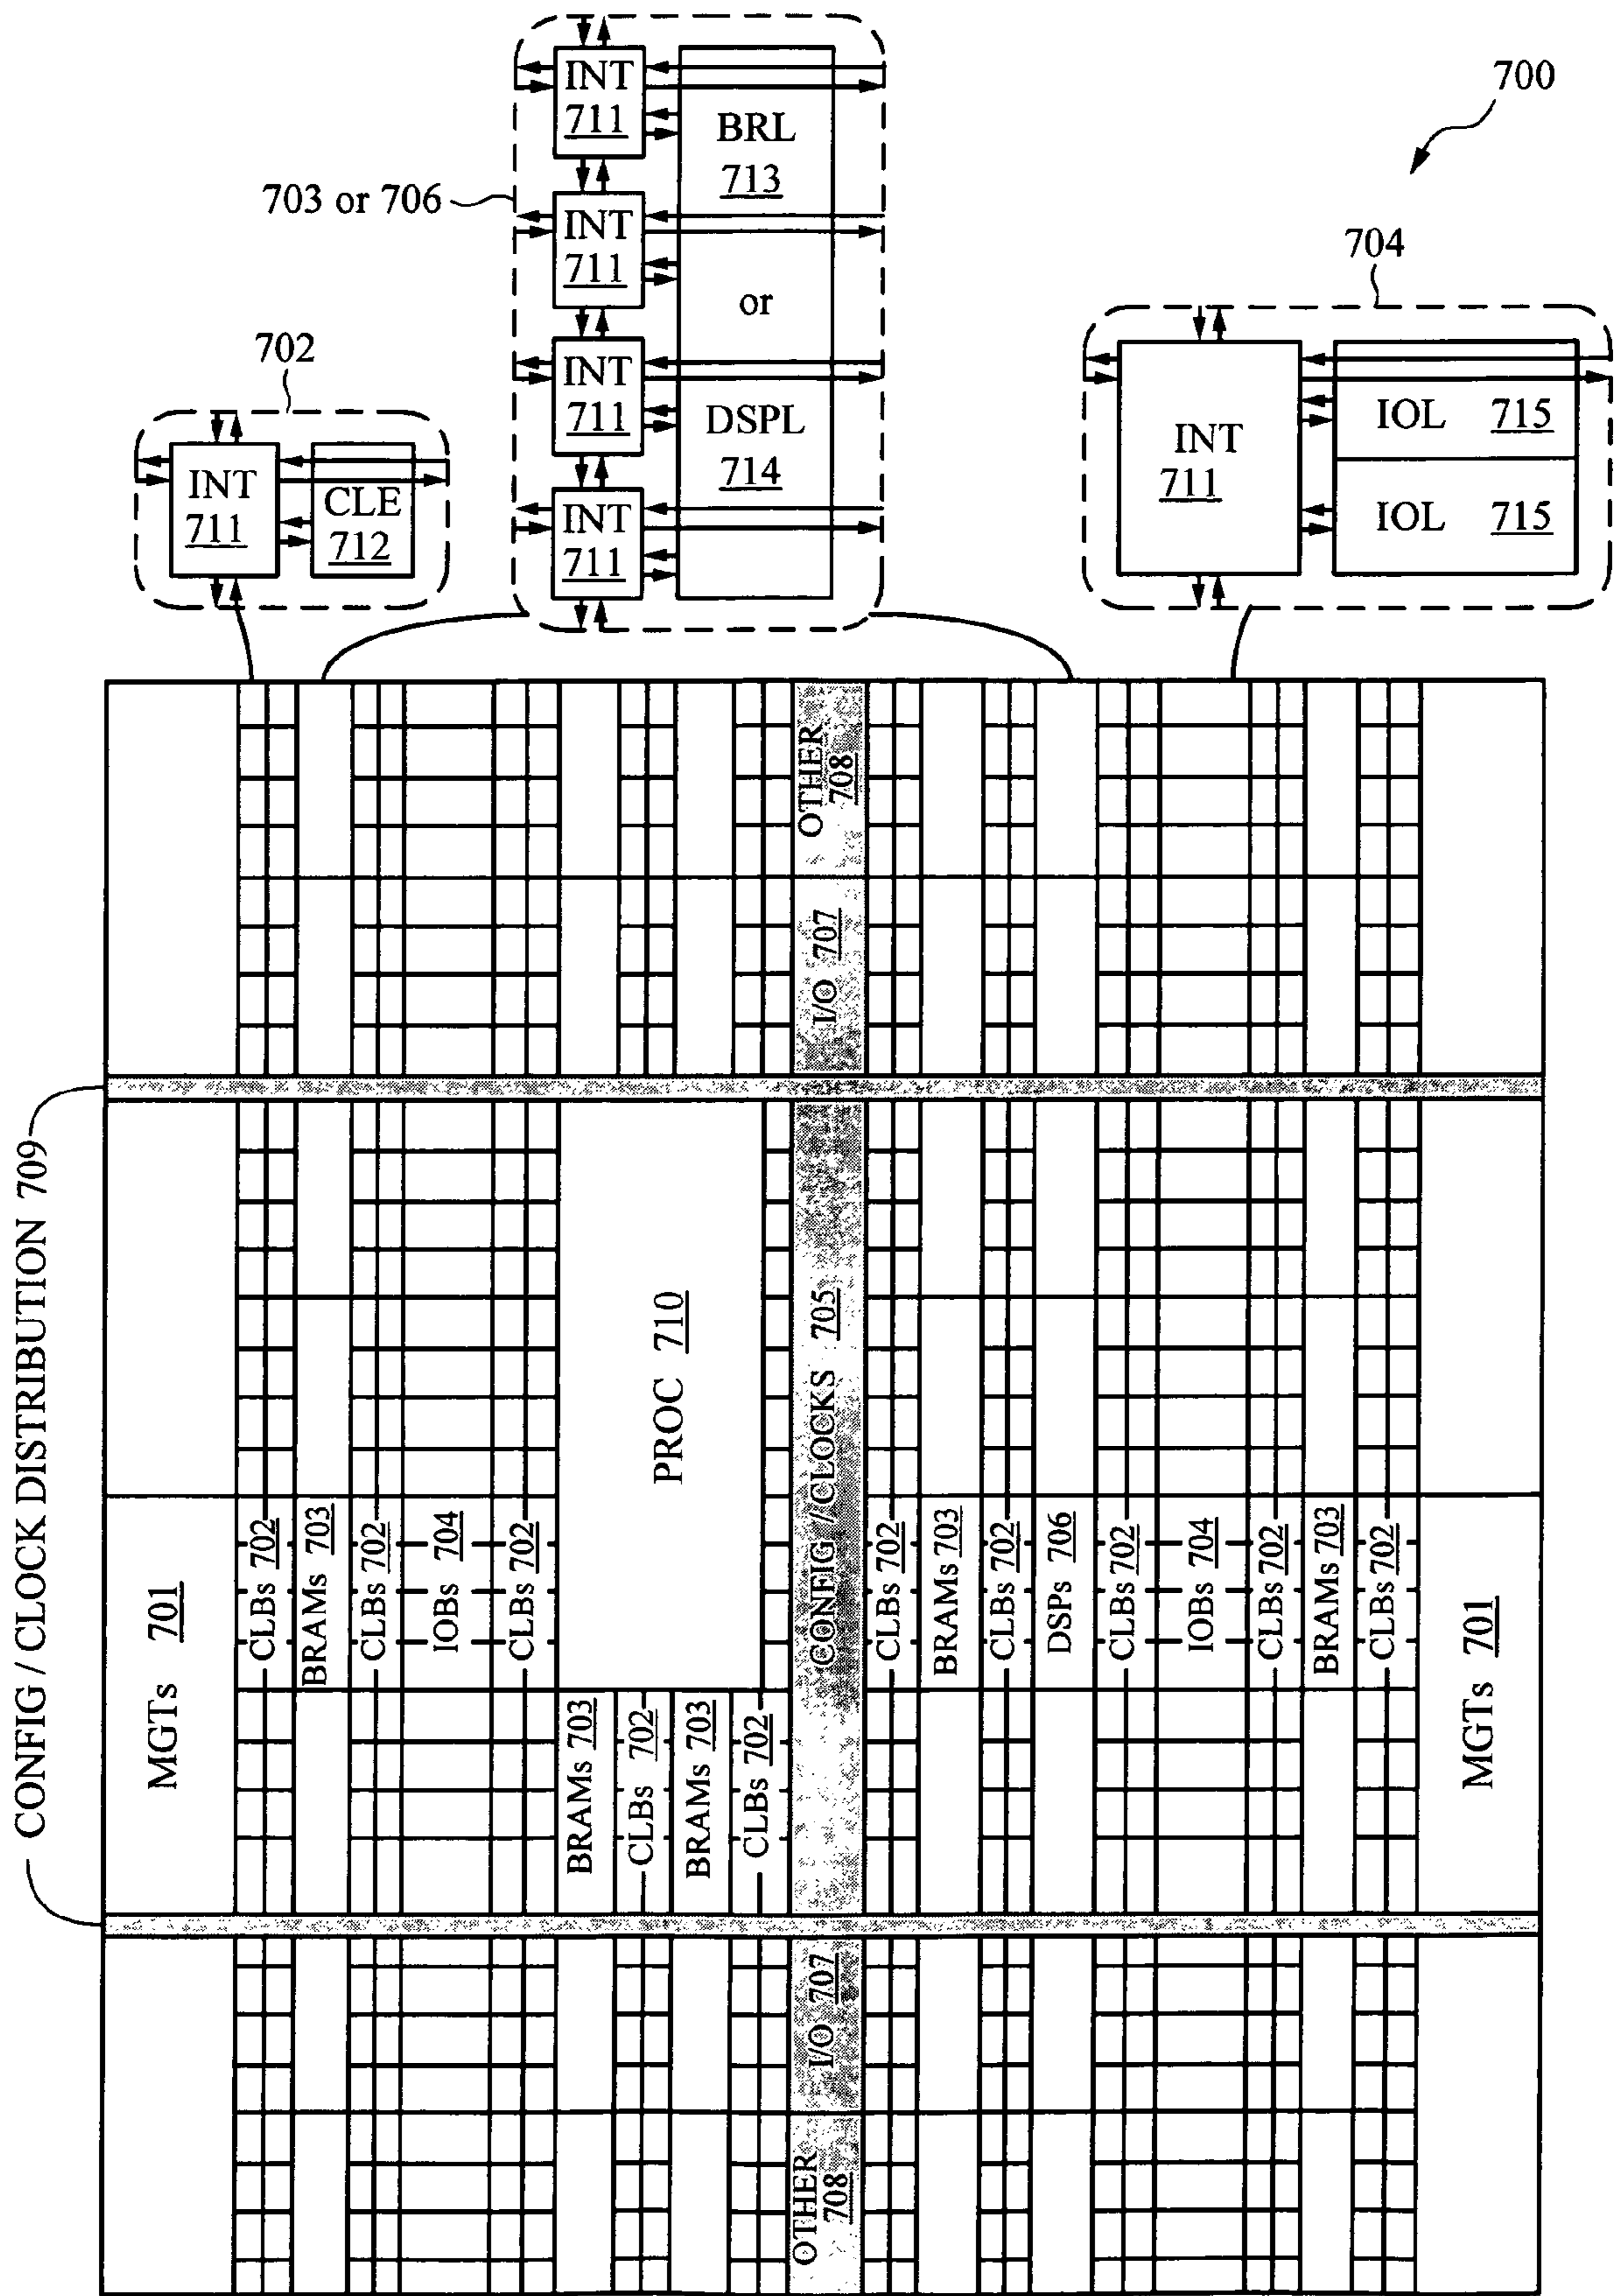 700
703 or 706
INT
711
INT
711
INT
711
INT
711
BRL
713
or
DSPL
714
704
INT
711
IOL 715
IOL 715
702
INT
711
CLE
712
CONFIG / CLOCK DISTRIBUTION 709
MGTs 701
CLBs 702
BRAMs 703
CLBs 702
IOBs 704
CLBs 702
PROC 710
BRAMs 703
CLBs 702
BRAMs 703
CLBs 702
OTHER
708
I/O 707
CONFIG / CLOCKS 705
I/O 707
OTHER
708
CLBs 702
BRAMs 703
CLBs 702
DSPs 706
CLBs 702
IOBs 704
CLBs 702
BRAMs 703
CLBs 702
MGTs 701